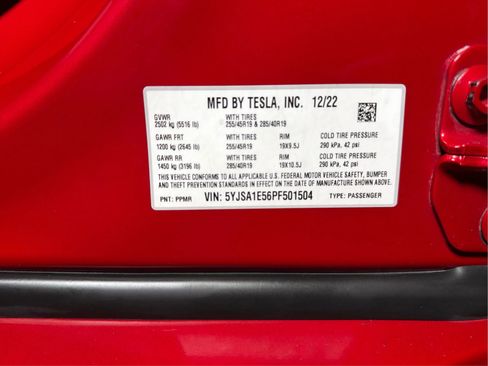 MFD BY TESLA, INC. 12/22
GVWR WITH TIRES
2502 kg (5516 lb) 255/45R19 & 285/40R19
GAWR FRT WITH TIRES RIM COLD TIRE PRESSURE
1200 kg (2645 lb) 255/45R19 19X9.5J 290 kPa, 42 psi
GAWR RR WITH TIRES RIM COLD TIRE PRESSURE
1450 kg (3196 lb) 285/40R19 19X10.5J 290 kPa, 42 psi
THIS VEHICLE CONFORMS TO ALL APPLICABLE U.S. FEDERAL MOTOR VEHICLE SAFETY, BUMPER
AND THEFT PREVENTION STANDARDS IN EFFECT ON THE DATE OF MANUFACTURE SHOWN ABOVE.
PNT: PPMR VIN: 5YJSA1E56PF501504 TYPE: PASSENGER